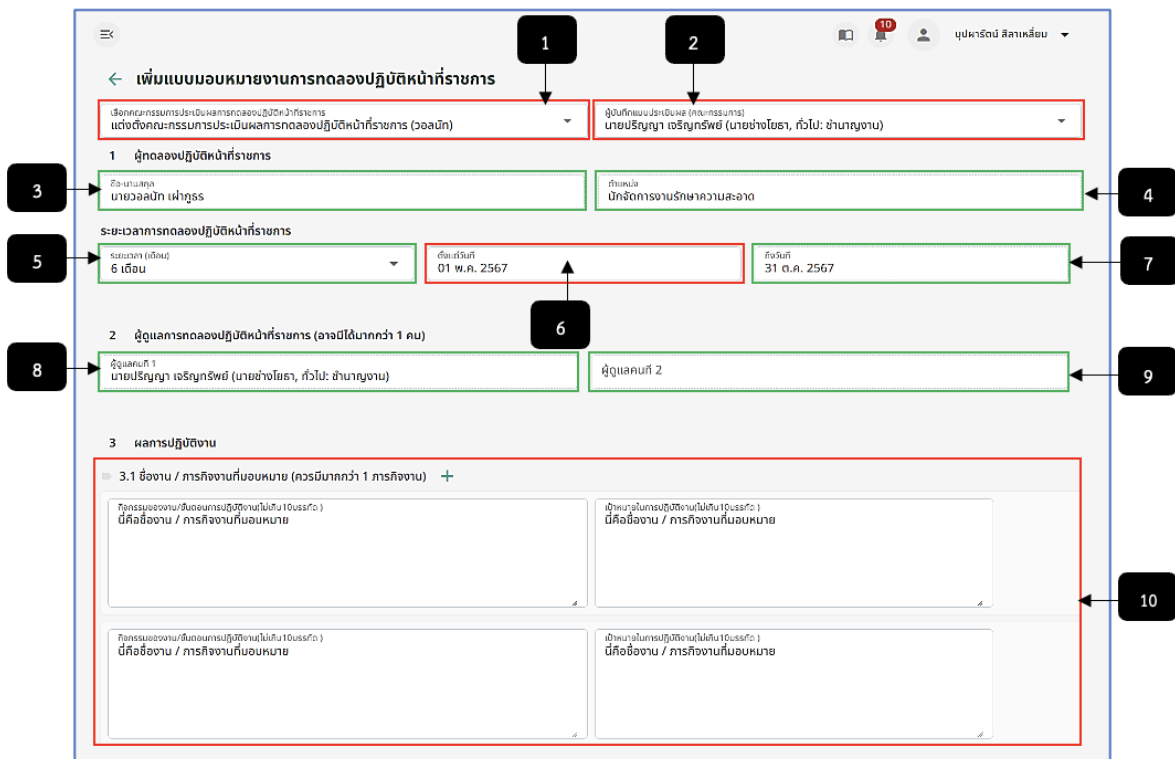 1
2
10
บุปผารัตน์ สิลาเหลี่ยม
เพิ่มแบบมอบหมายงานการทดลองปฏิบัติหน้าที่ราชการ
เลือกคณะกรรมการประเมินผลการทดลองปฏิบัติหน้าที่ราชการ
แต่งตั้งคณะกรรมการประเมินผลการทดลองปฏิบัติหน้าที่ราชการ (วอลนัท)
ผู้บันทึกแบบประเมินผล (คณะกรรมการ)
นายปริญญา เจริญทรัพย์ (นายช่างโยธา, ทั่วไป: ชำนาญงาน)
1 ผู้ทดลองปฏิบัติหน้าที่ราชการ
3
ชื่อ-นามสกุล
นายวอลนัท เฝ่าภูธร
ตำแหน่ง
นักจัดการงานรักษาความสะอาด
4
ระยะเวลาการทดลองปฏิบัติหน้าที่ราชการ
5
ระยะเวลา (เดือน)
6 เดือน
ตั้งแต่วันที่
01 พ.ค. 2567
ถึงวันที่
31 ต.ค. 2567
7
6
2 ผู้ดูแลการทดลองปฏิบัติหน้าที่ราชการ (อาจมีได้มากกว่า 1 คน)
8
ผู้ดูแลคนที่ 1
นายปริญญา เจริญทรัพย์ (นายช่างโยธา, ทั่วไป: ชำนาญงาน)
ผู้ดูแลคนที่ 2
9
3 ผลการปฏิบัติงาน
3.1 ชื่องาน / ภารกิจงานที่มอบหมาย (ควรมีมากกว่า 1 ภารกิจงาน) +
กิจกรรมของงาน/ขั้นตอนการปฏิบัติงาน(ไม่เกิน10บรรทัด )
นี่คือชื่องาน / ภารกิจงานที่มอบหมาย
เป้าหมายในการปฏิบัติงาน(ไม่เกิน10บรรทัด )
นี่คือชื่องาน / ภารกิจงานที่มอบหมาย
10
กิจกรรมของงาน/ขั้นตอนการปฏิบัติงาน(ไม่เกิน10บรรทัด )
นี่คือชื่องาน / ภารกิจงานที่มอบหมาย
เป้าหมายในการปฏิบัติงาน(ไม่เกิน10บรรทัด )
นี่คือชื่องาน / ภารกิจงานที่มอบหมาย